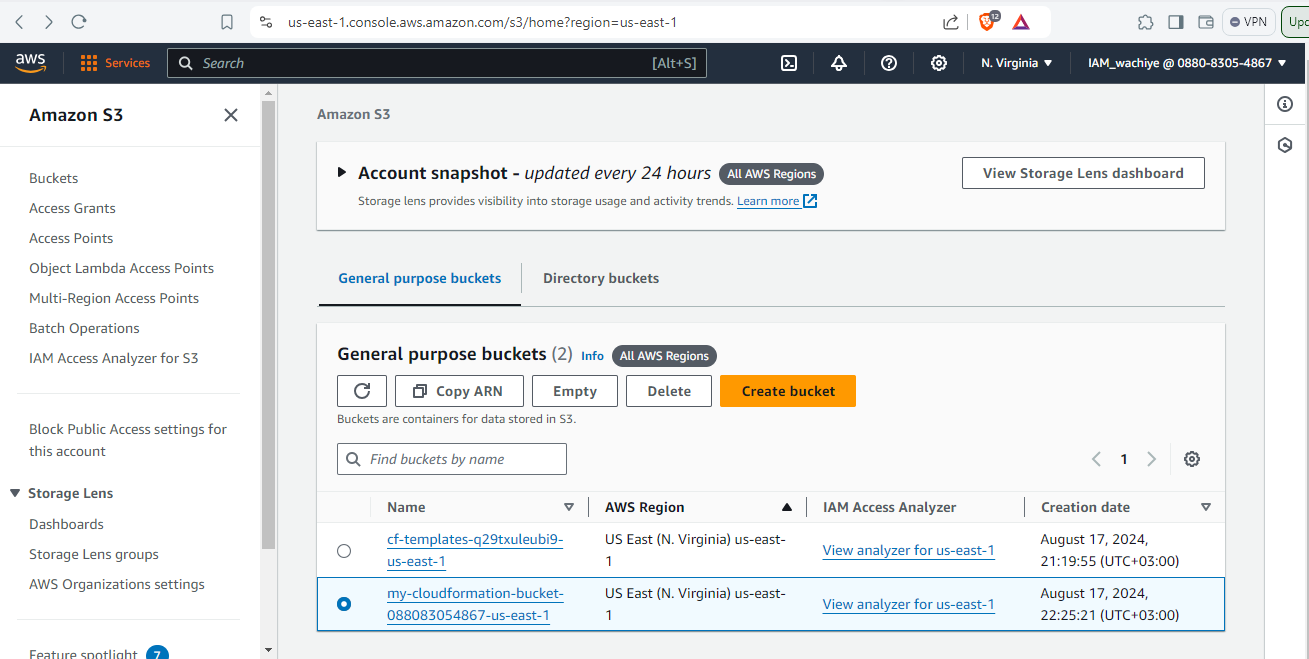 us-east-1.console.aws.amazon.com/s3/home?region=us-east-1
12
VPN
Upd
aws
Services
Search
[Alt+S]
N. Virginia
IAM_wachiye @ 0880-8305-4867
Amazon S3
Buckets
Access Grants
Access Points
Object Lambda Access Points
Multi-Region Access Points
Batch Operations
IAM Access Analyzer for S3
Block Public Access settings for
this account
Storage Lens
Dashboards
Storage Lens groups
AWS Organizations settings
Feature spotlight 7
Amazon S3
Account snapshot - updated every 24 hours All AWS Regions
Storage lens provides visibility into storage usage and activity trends. Learn more
View Storage Lens dashboard
General purpose buckets
Directory buckets
General purpose buckets (2) Info All AWS Regions
Copy ARN
Empty
Delete
Create bucket
Buckets are containers for data stored in S3.
Find buckets by name
1
Name
AWS Region
IAM Access Analyzer
Creation date
cf-templates-q29txuleubi9-
us-east-1
US East (N. Virginia) us-east-
1
View analyzer for us-east-1
August 17, 2024,
21:19:55 (UTC+03:00)
my-cloudformation-bucket-
088083054867-us-east-1
US East (N. Virginia) us-east-
1
View analyzer for us-east-1
August 17, 2024,
22:25:21 (UTC+03:00)